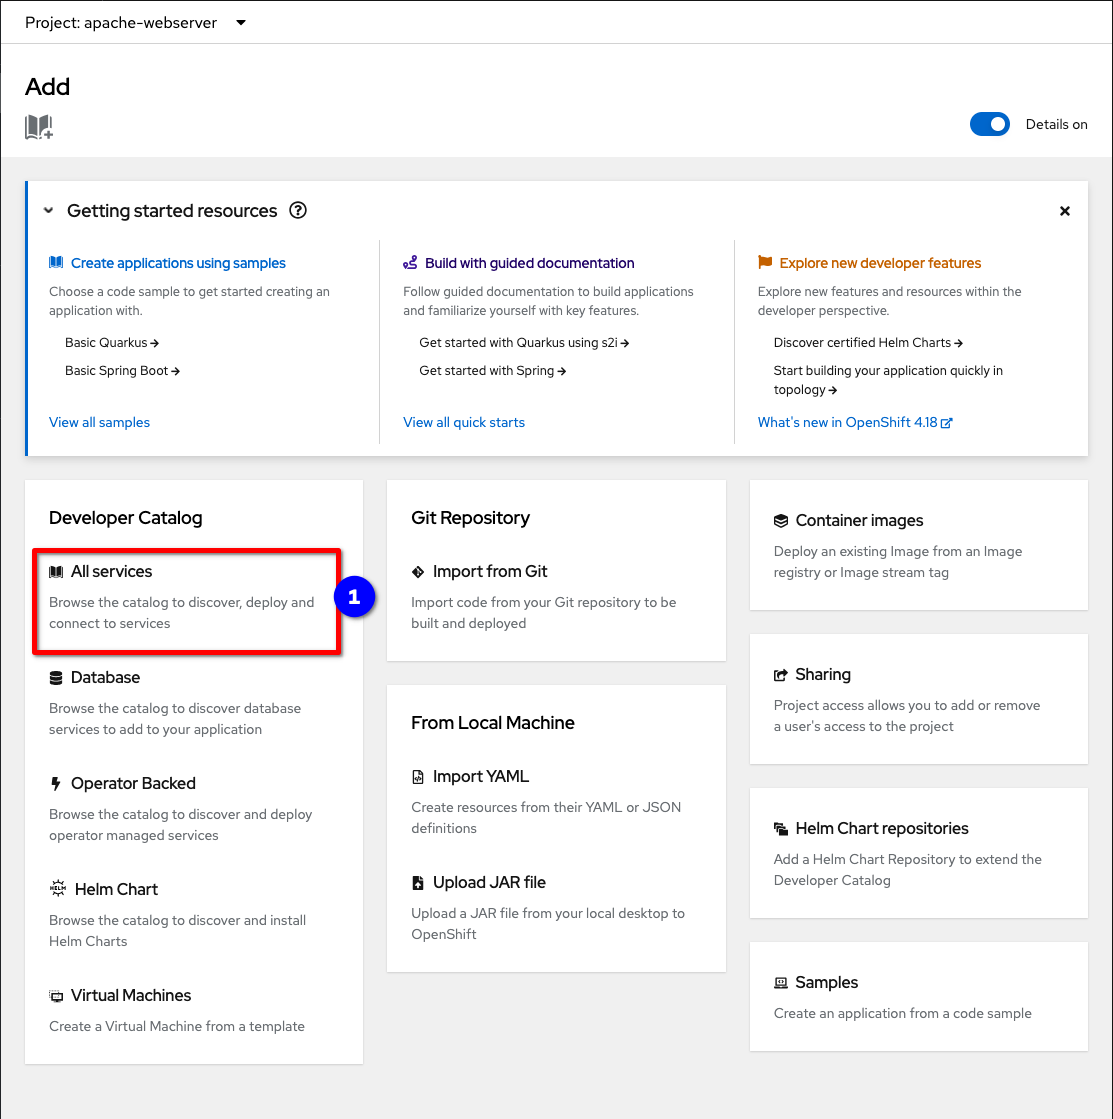 Project: apache-webserver
Add
Details on
Getting started resources
Create applications using samples
Choose a code sample to get started creating an
application with.
Basic Quarkus
Basic Spring Boot
View all samples
Build with guided documentation
Follow guided documentation to build applications
and familiarize yourself with key features.
Get started with Quarkus using s2i
Get started with Spring
View all quick starts
Explore new developer features
Explore new features and resources within the
developer perspective.
Discover certified Helm Charts
Start building your application quickly in
topology
What's new in OpenShift 4.18
Developer Catalog
All services
Browse the catalog to discover, deploy and
connect to services
1
Database
Browse the catalog to discover database
services to add to your application
Operator Backed
Browse the catalog to discover and deploy
operator managed services
Helm Chart
Browse the catalog to discover and install
Helm Charts
Virtual Machines
Create a Virtual Machine from a template
Git Repository
Import from Git
Import code from your Git repository to be
built and deployed
From Local Machine
Import YAML
Create resources from their YAML or JSON
definitions
Upload JAR file
Upload a JAR file from your local desktop to
OpenShift
Container images
Deploy an existing Image from an Image
registry or Image stream tag
Sharing
Project access allows you to add or remove
a user's access to the project
Helm Chart repositories
Add a Helm Chart Repository to extend the
Developer Catalog
Samples
Create an application from a code sample